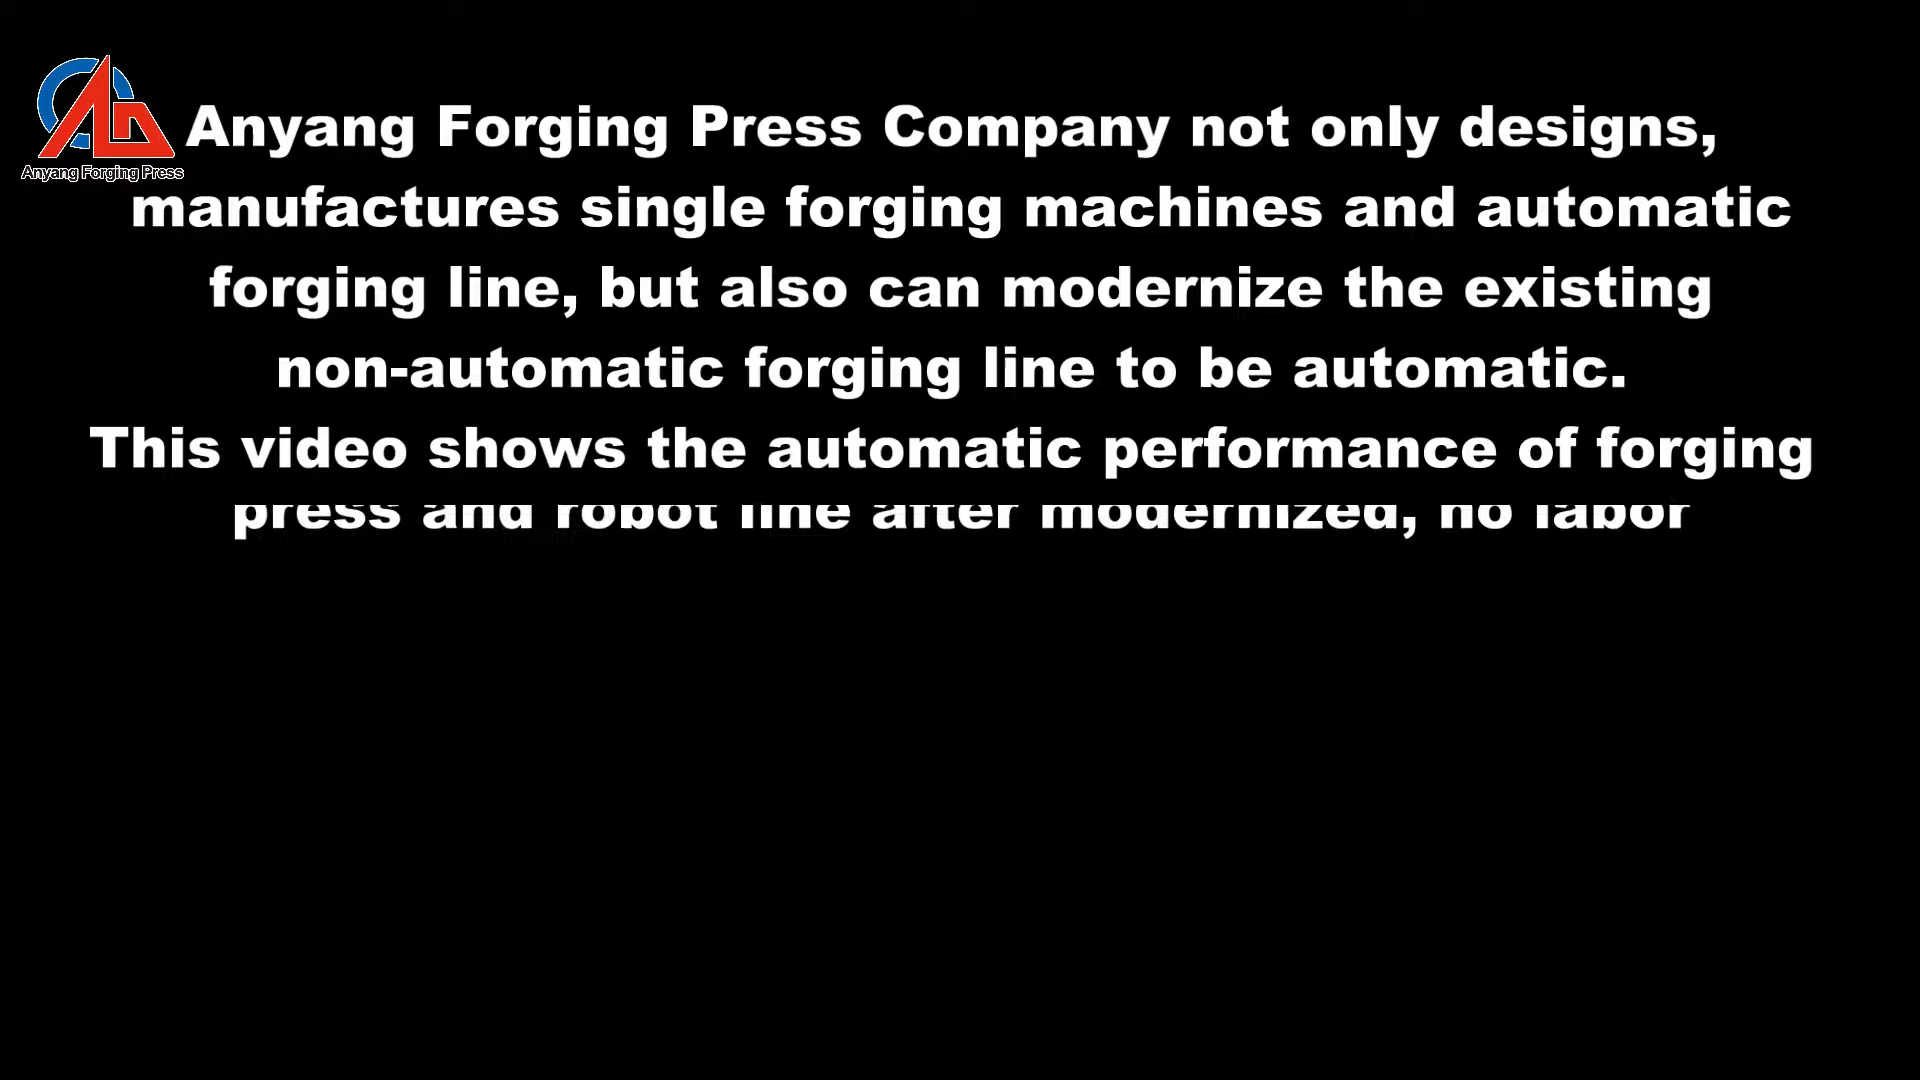 Anyang Forging Press Company not only designs,
Anyang Forging Press
manufactures single forging machines and automatic
forging line, but also can modernize the existing
non-automatic forging line to be automatic.
This video shows the automatic performance of forging
press and robot line after modernized, no labor